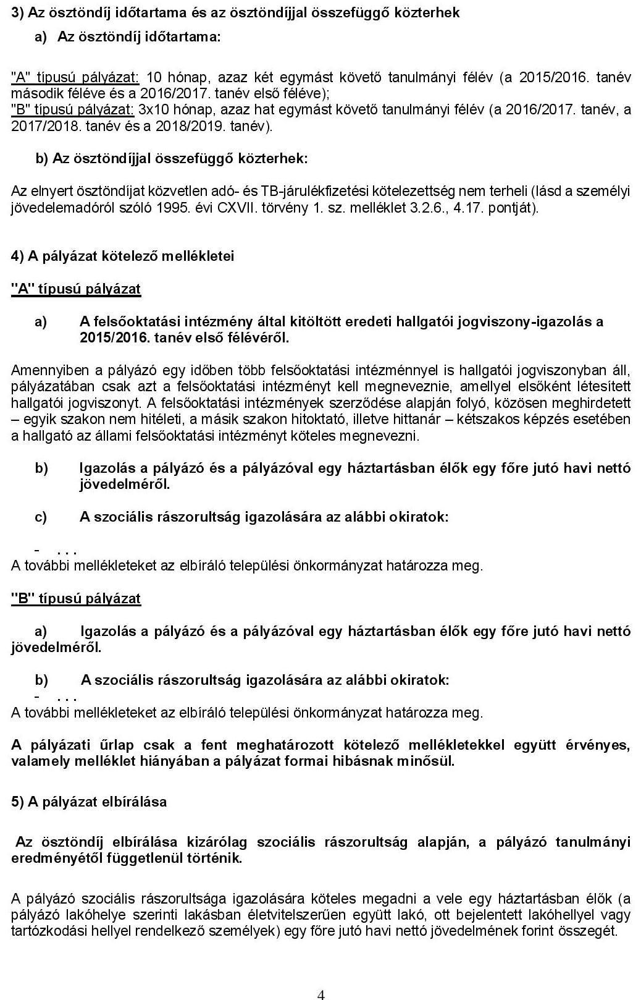 3) Az ösztöndíj időtartama és az ösztöndíjjal összefüggő közterhek
a) Az ösztöndíj időtartama:
"A" típusú pályázat: 10 hónap, azaz két egymást követő tanulmányi félév (a 2015/2016. tanév
második féléve és a 2016/2017. tanév első féléve);
"B" típusú pályázat: 3x10 hónap, azaz hat egymást követő tanulmányi félév (a 2016/2017. tanév, a
2017/2018. tanév és a 2018/2019. tanév).
b) Az ösztöndíjjal összefüggő közterhek:
Az elnyert ösztöndíjat közvetlen adó- és TB-járulékfizetési kötelezettség nem terheli (lásd a személyi
jövedelemadóról szóló 1995. évi CXVII. törvény 1. sz. melléklet 3.2.6., 4.17. pontját).
4) A pályázat kötelező mellékletei
"A" típusú pályázat
a) A felsőoktatási intézmény által kitöltött eredeti hallgatói jogviszony-igazolás a
2015/2016. tanév első félévéről.
Amennyiben a pályázó egy időben több felsőoktatási intézménnyel is hallgatói jogviszonyban áll,
pályázatában csak azt a felsőoktatási intézményt kell megneveznie, amellyel elsőként létesített
hallgatói jogviszonyt. A felsőoktatási intézmények szerződése alapján folyó, közösen meghirdetett
– egyik szakon nem hitéleti, a másik szakon hitoktató, illetve hittanár – kétszakos képzés esetében
a hallgató az állami felsőoktatási intézményt köteles megnevezni.
b) Igazolás a pályázó és a pályázóval egy háztartásban élők egy főre jutó havi nettó
jövedelméről.
c) A szociális rászorultság igazolására az alábbi okiratok:
- . . .
A további mellékleteket az elbíráló települési önkormányzat határozza meg.
"B" típusú pályázat
a) Igazolás a pályázó és a pályázóval egy háztartásban élők egy főre jutó havi nettó
jövedelméről.
b) A szociális rászorultság igazolására az alábbi okiratok:
- . . .
A további mellékleteket az elbíráló települési önkormányzat határozza meg.
A pályázati űrlap csak a fent meghatározott kötelező mellékletekkel együtt érvényes,
valamely melléklet hiányában a pályázat formai hibásnak minősül.
5) A pályázat elbírálása
Az ösztöndíj elbírálása kizárólag szociális rászorultság alapján, a pályázó tanulmányi
eredményétől függetlenül történik.
A pályázó szociális rászorultsága igazolására köteles megadni a vele egy háztartásban élők (a
pályázó lakóhelye szerinti lakásban életvitelszerűen együtt lakó, ott bejelentett lakóhellyel vagy
tartózkodási hellyel rendelkező személyek) egy főre jutó havi nettó jövedelmének forint összegét.
4